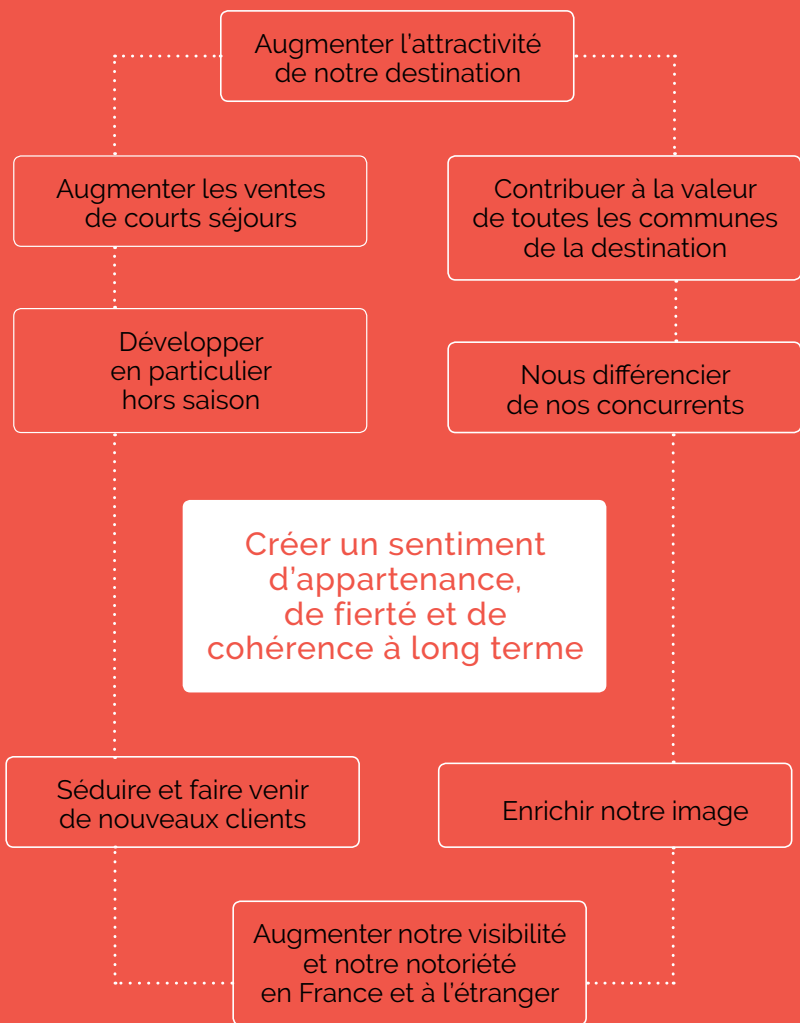 Augmenter l’attractivité
de notre destination
Augmenter les ventes
de courts séjours
Contribuer à la valeur
de toutes les communes
de la destination
Développer
en particulier
hors saison
Nous différencier
de nos concurrents
Créer un sentiment
d’appartenance,
de fierté et de
cohérence à long terme
Séduire et faire venir
de nouveaux clients
Enrichir notre image
Augmenter notre visibilité
et notre notoriété
en France et à l’étranger